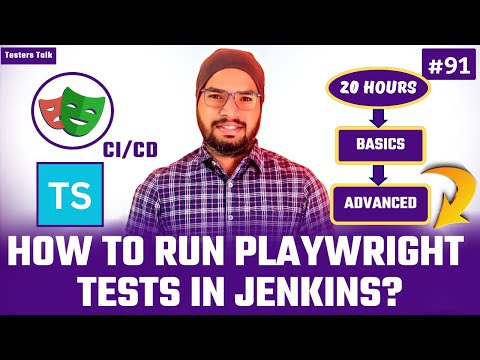 Testers Talk
#91
20 HOURS
CI/CD
BASICS
TS
ADVANCED
HOW TO RUN PLAYWRIGHT
TESTS IN JENKINS?